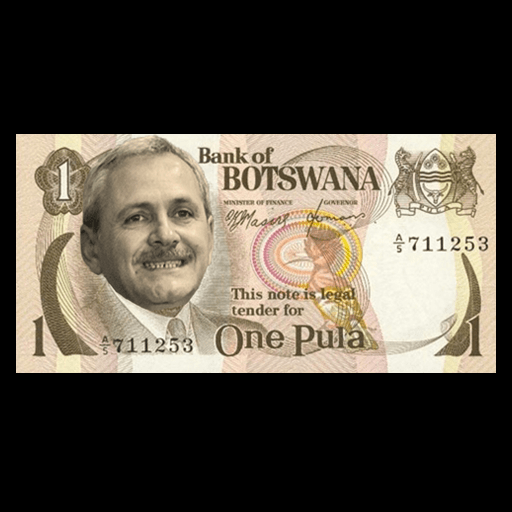 1
Bank of
BOTSWANA
MINISTER OF FINANCE GOVERNOR
A/5 711253
This note is legal
tender for
One Pula
1
A/5 711253
1